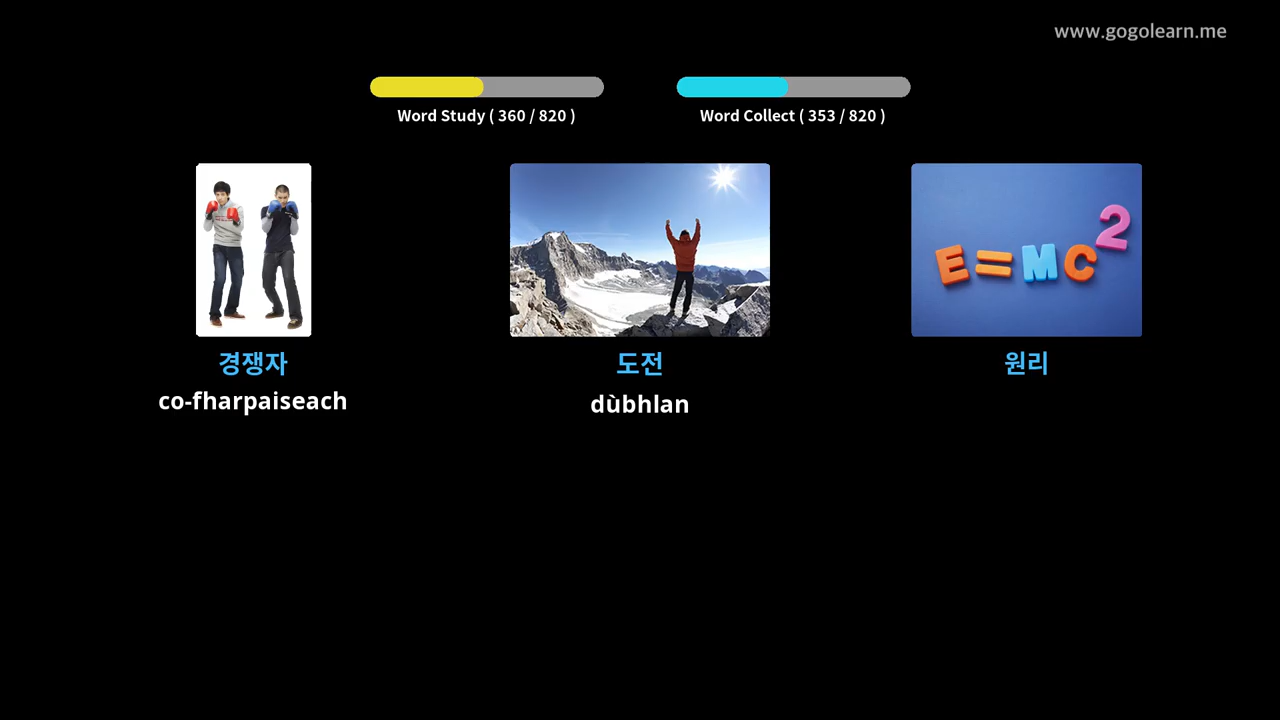 www.gogolearn.me
Word Study ( 360 / 820 )
Word Collect ( 353 / 820 )
E=MC2
경쟁자
도전
원리
co-fharpaiseach
dùbhlan